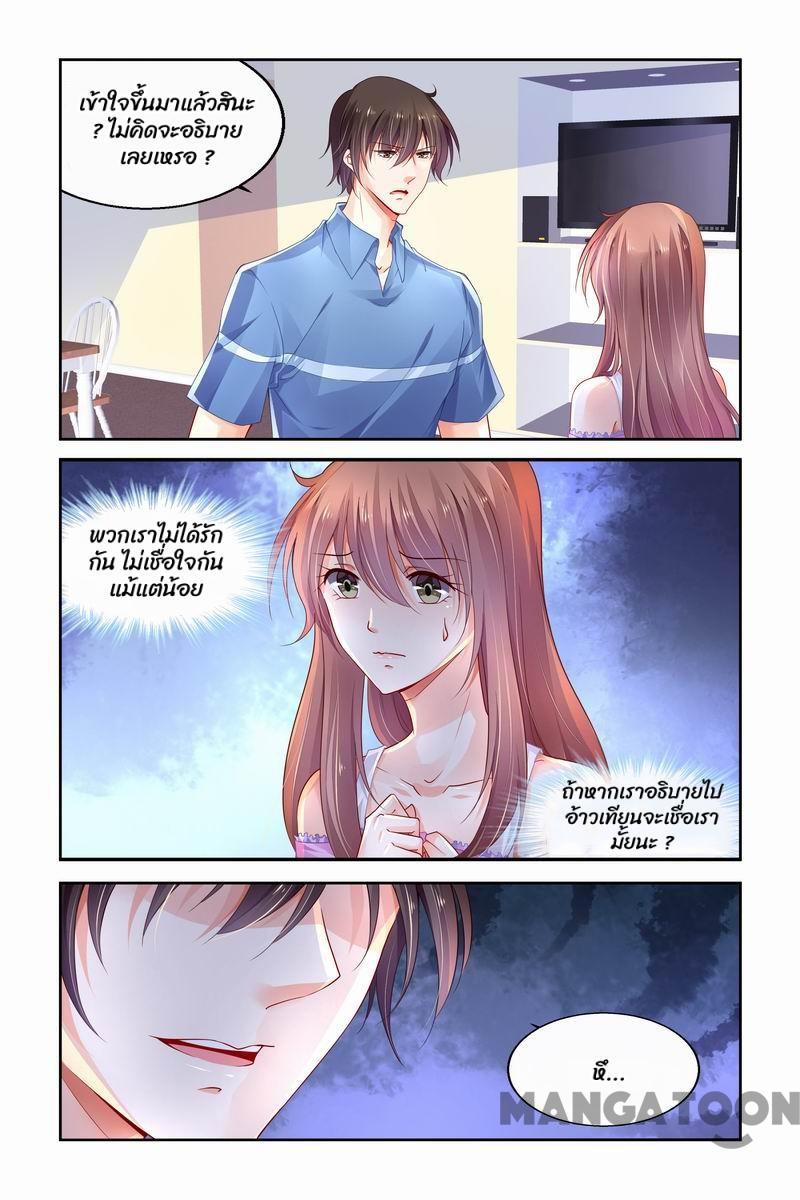 เข้าใจขึ้นมาแล้วสินะ
? ไม่คิดจะอธิบาย
เลยเหรอ ?
พวกเราไม่ได้รัก
กัน ไม่เชื่อใจกัน
แม้แต่น้อย
ถ้าหากเราอธิบายไป
อ้าวเทียนจะเชื่อเรา
มั้ยนะ ?
หึ...
MANGATOON